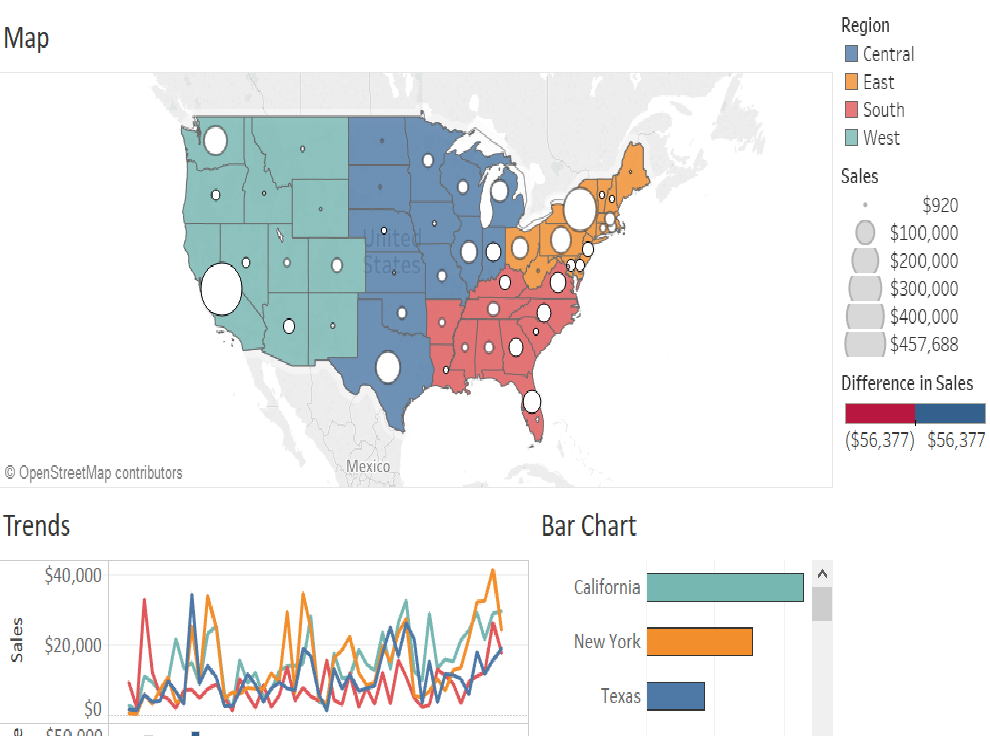 Map
United
States
Mexico
© OpenStreetMap contributors
Region
Central
East
South
West
Sales
$920
$100,000
$200,000
$300,000
$400,000
$457,688
Difference in Sales
($56,377) $56,377
Trends
Sales
$40,000
$20,000
$0
$50,000
Bar Chart
California
New York
Texas